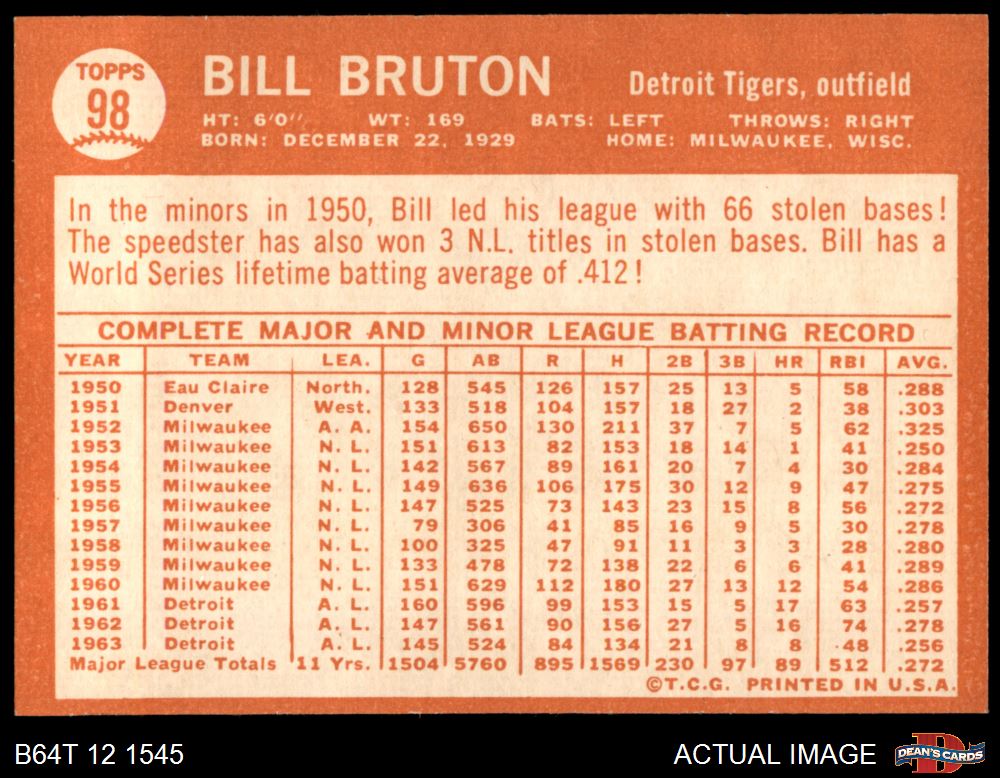 TOPPS
98
BILL BRUTON
Detroit Tigers, outfield
HT: 6'0" WT: 169 BATS: LEFT THROWS: RIGHT
BORN: DECEMBER 22, 1929 HOME: MILWAUKEE, WISC.
In the minors in 1950, Bill led his league with 66 stolen bases!
The speedster has also won 3 N.L. titles in stolen bases. Bill has a
World Series lifetime batting average of .412!
COMPLETE MAJOR AND MINOR LEAGUE BATTING RECORD
YEAR TEAM LEA. G AB R H 2B 3B HR RBI AVG.
1950 Eau Claire North. 128 545 126 157 25 13 5 58 .288
1951 Denver West. 133 518 104 157 18 27 2 38 .303
1952 Milwaukee A. A. 154 650 130 211 37 7 5 62 .325
1953 Milwaukee N. L. 151 613 82 153 18 14 1 41 .250
1954 Milwaukee N. L. 142 567 89 161 20 7 4 30 .284
1955 Milwaukee N. L. 149 636 106 175 30 12 9 47 .275
1956 Milwaukee N. L. 147 525 73 143 23 15 8 56 .272
1957 Milwaukee N. L. 79 306 41 85 16 9 5 30 .278
1958 Milwaukee N. L. 100 325 47 91 11 3 3 28 .280
1959 Milwaukee N. L. 133 478 72 138 22 6 6 41 .289
1960 Milwaukee N. L. 151 629 112 180 27 13 12 54 .286
1961 Detroit A. L. 160 596 99 153 15 5 17 63 .257
1962 Detroit A. L. 147 561 90 156 27 5 16 74 .278
1963 Detroit A. L. 145 524 84 134 21 8 8 48 .256
Major League Totals 11 Yrs. 1504 5760 895 1569 230 97 89 512 .272
©T.C.G. PRINTED IN U.S.A.
B64T 12 1545
ACTUAL IMAGE
DEAN'S CARDS